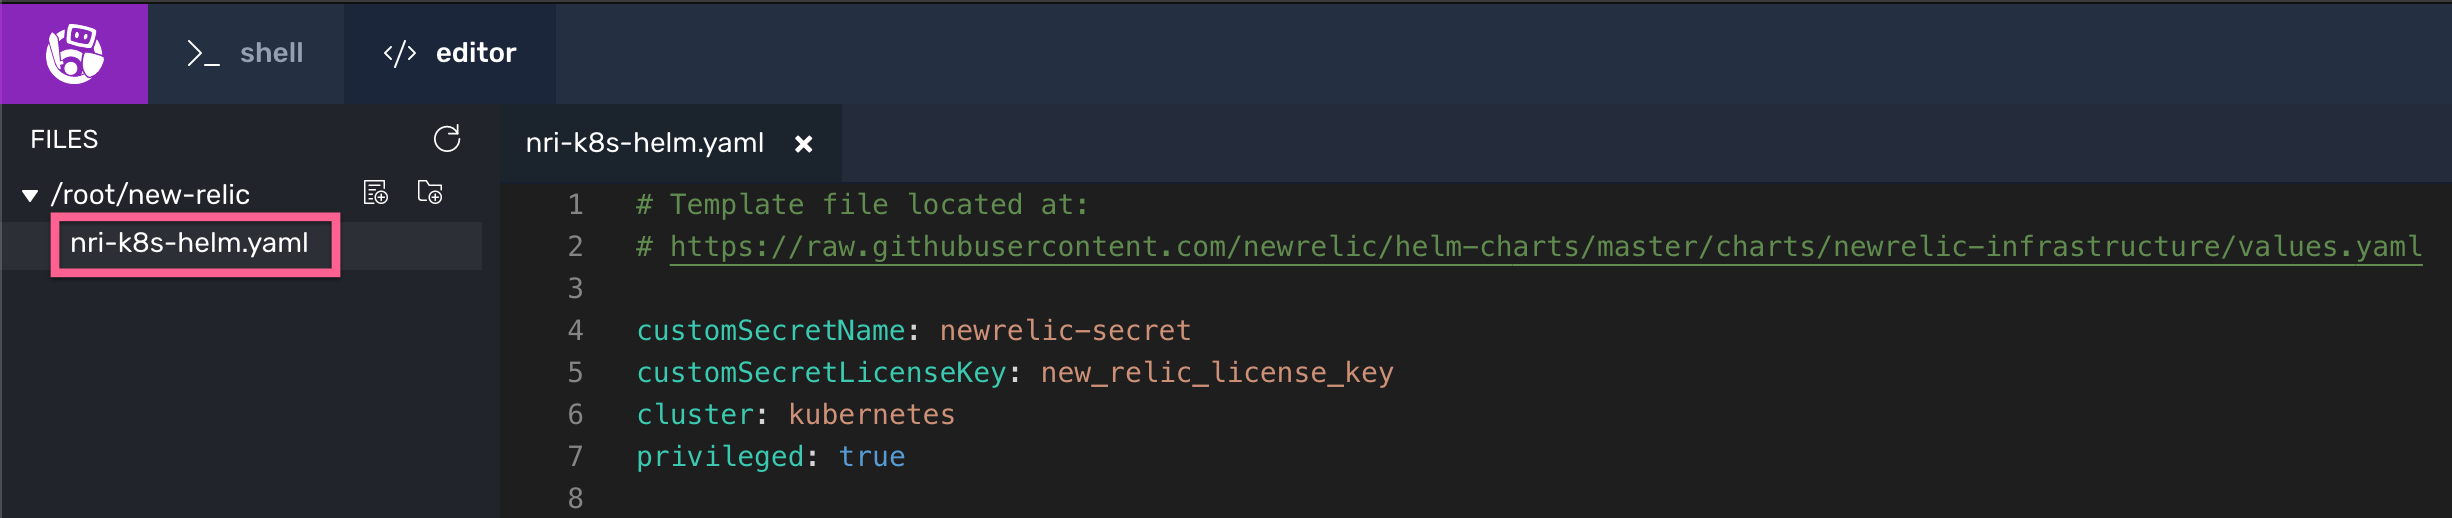 >_ shell </> editor
FILES
/root/new-relic
nri-k8s-helm.yaml
nri-k8s-helm.yaml ×
1 # Template file located at:
2 # https://raw.githubusercontent.com/newrelic/helm-charts/master/charts/newrelic-infrastructure/values.yaml
3
4 customSecretName: newrelic-secret
5 customSecretLicenseKey: new_relic_license_key
6 cluster: kubernetes
7 privileged: true
8